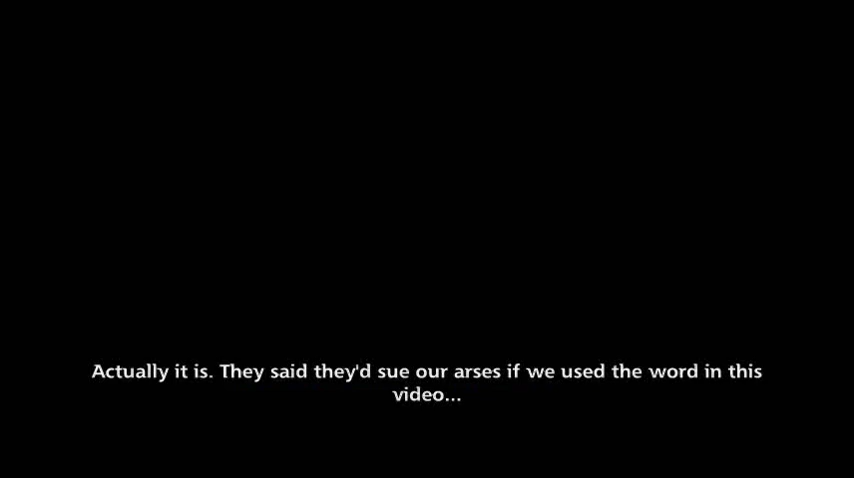 Actually it is. They said they'd sue our arses if we used the word in this
video...